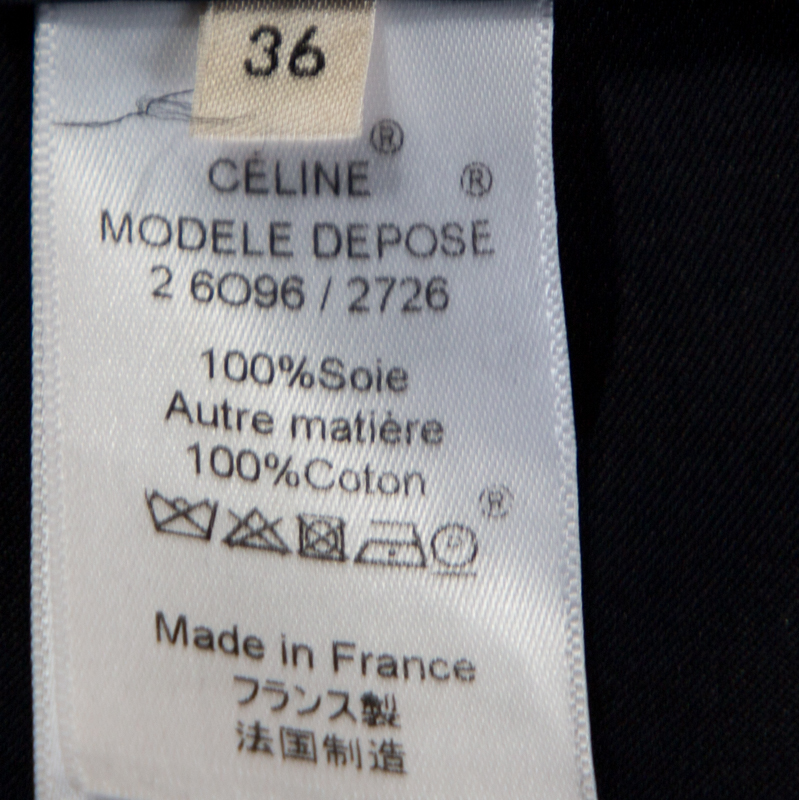 36
®
CÉLINE ®
MODELE DEPOSE
2 6O96 / 2726
100%Soie
Autre matière
100%Coton
®
P
Made in France
フランス製
法国制造